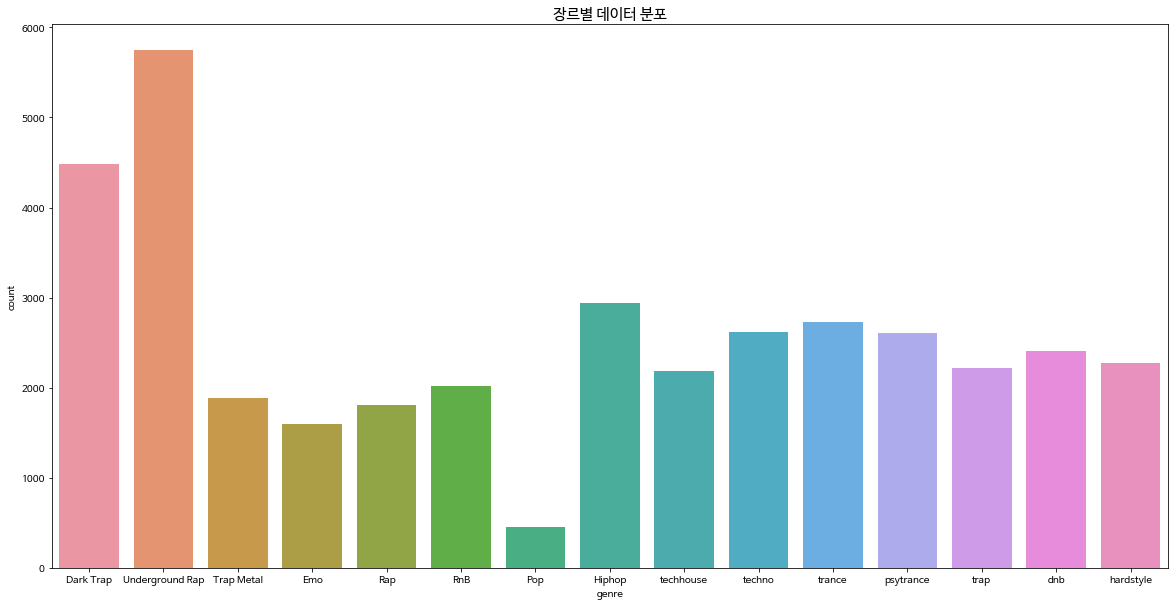 장르별 데이터 분포
6000
5000
4000
3000
2000
1000
0
count
Dark Trap Underground Rap Trap Metal Emo Rap RnB Pop Hiphop techhouse techno trance psytrance trap dnb hardstyle
genre